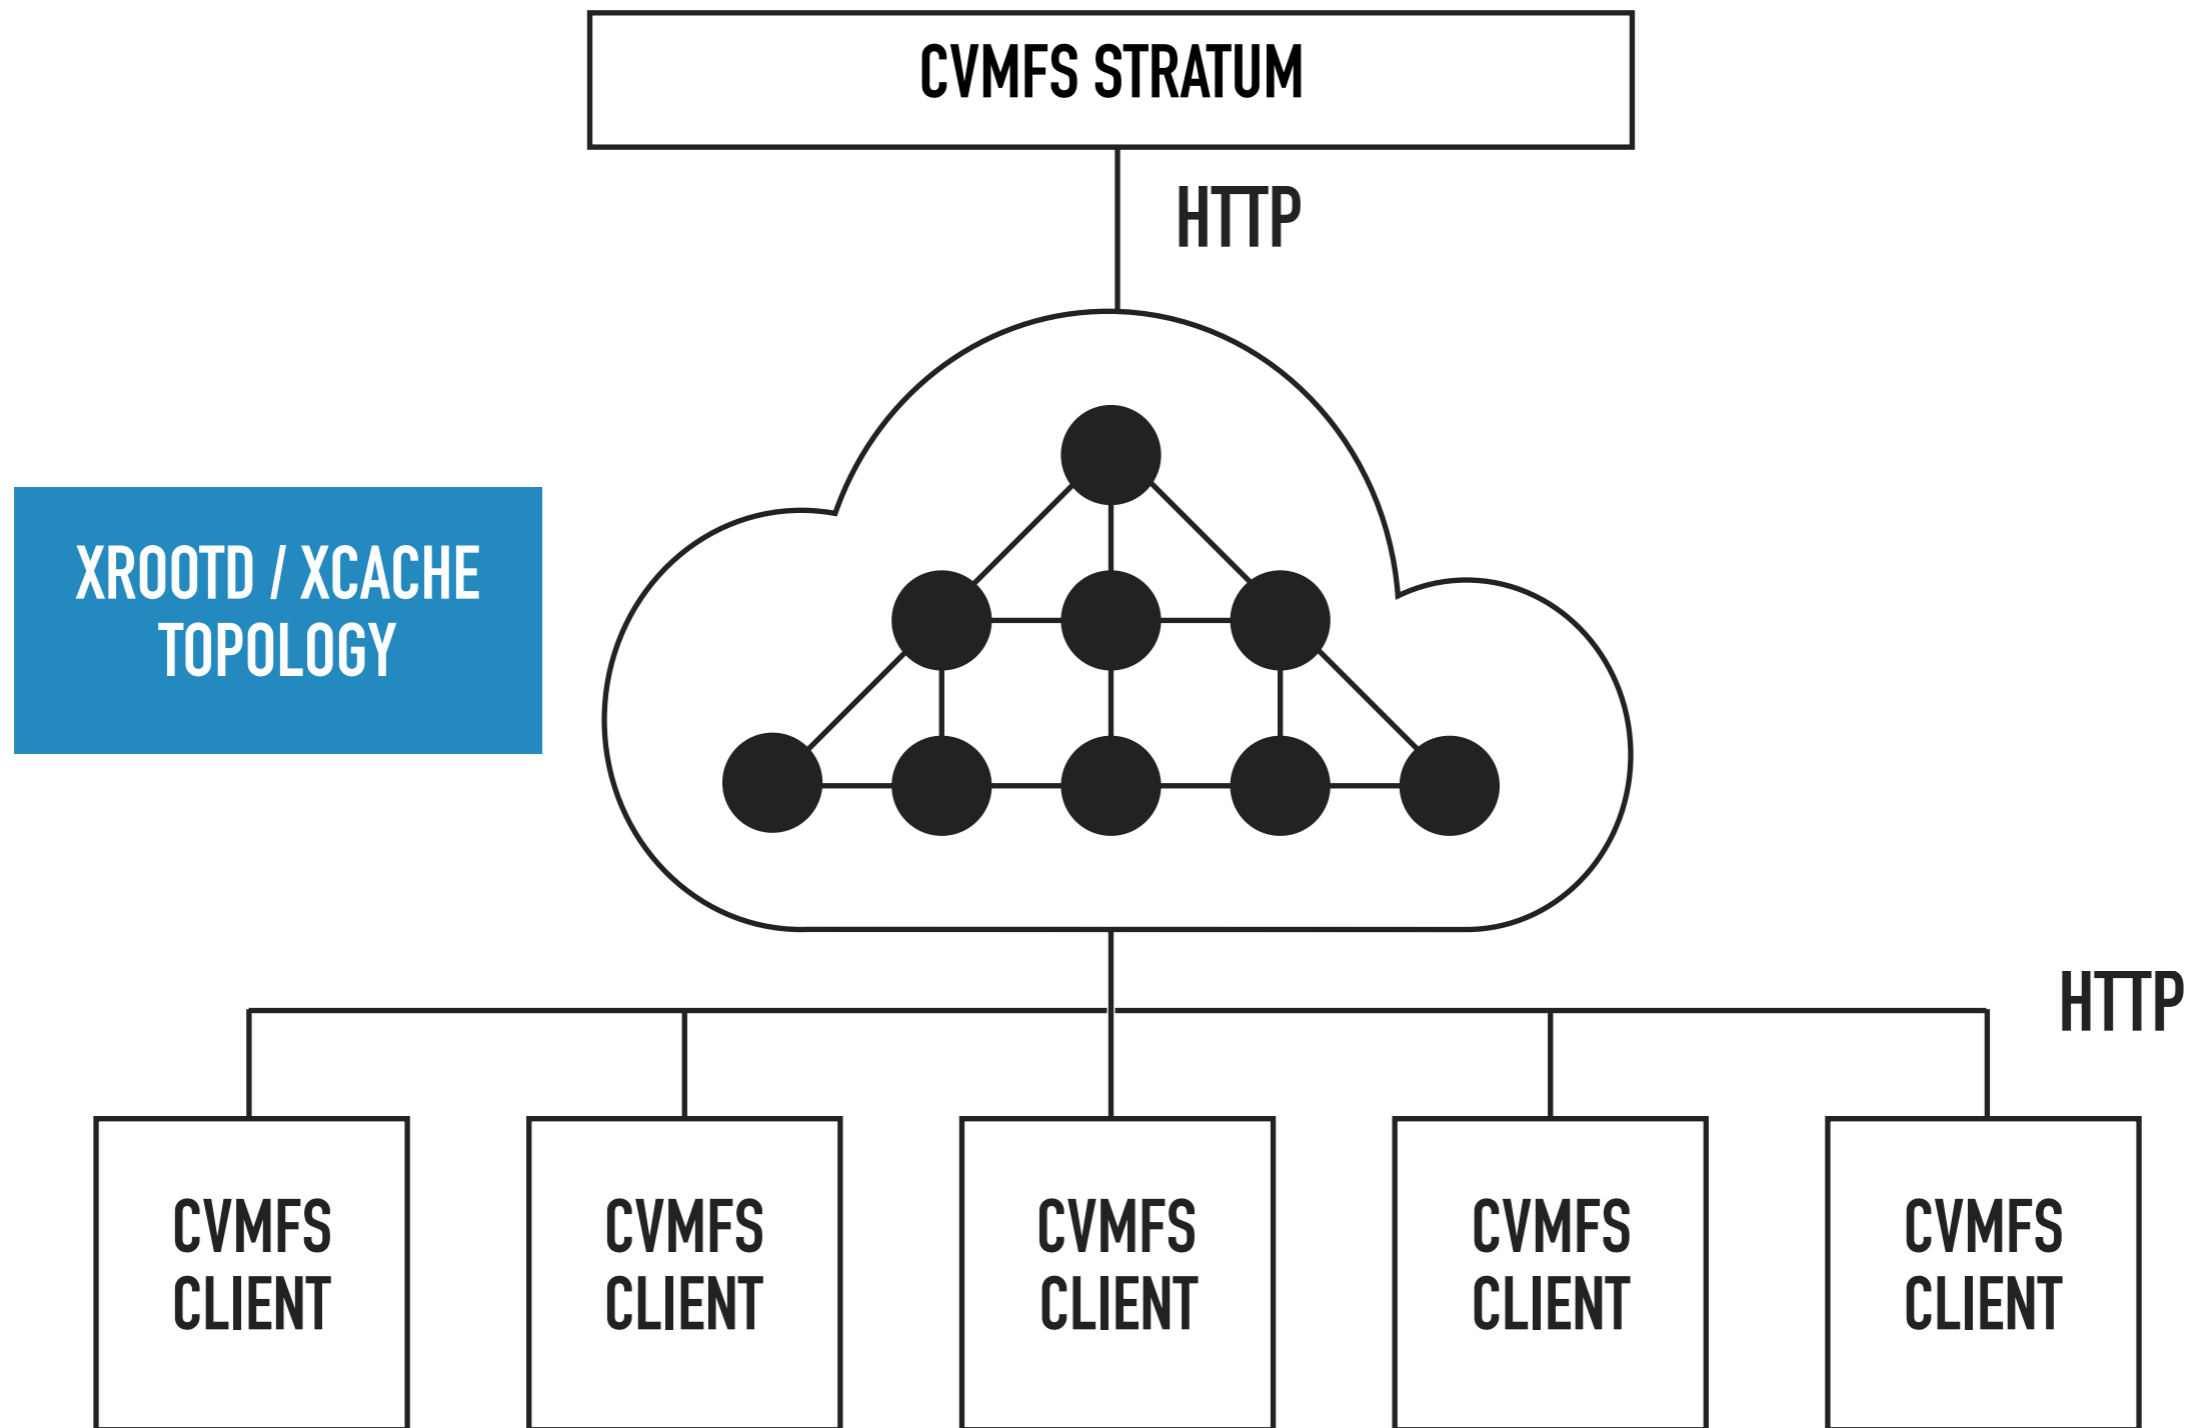 CVMFS STRATUM
HTTP
XROOTD / XCACHE
TOPOLOGY
HTTP
CVMFS
CLIENT
CVMFS
CLIENT
CVMFS
CLIENT
CVMFS
CLIENT
CVMFS
CLIENT